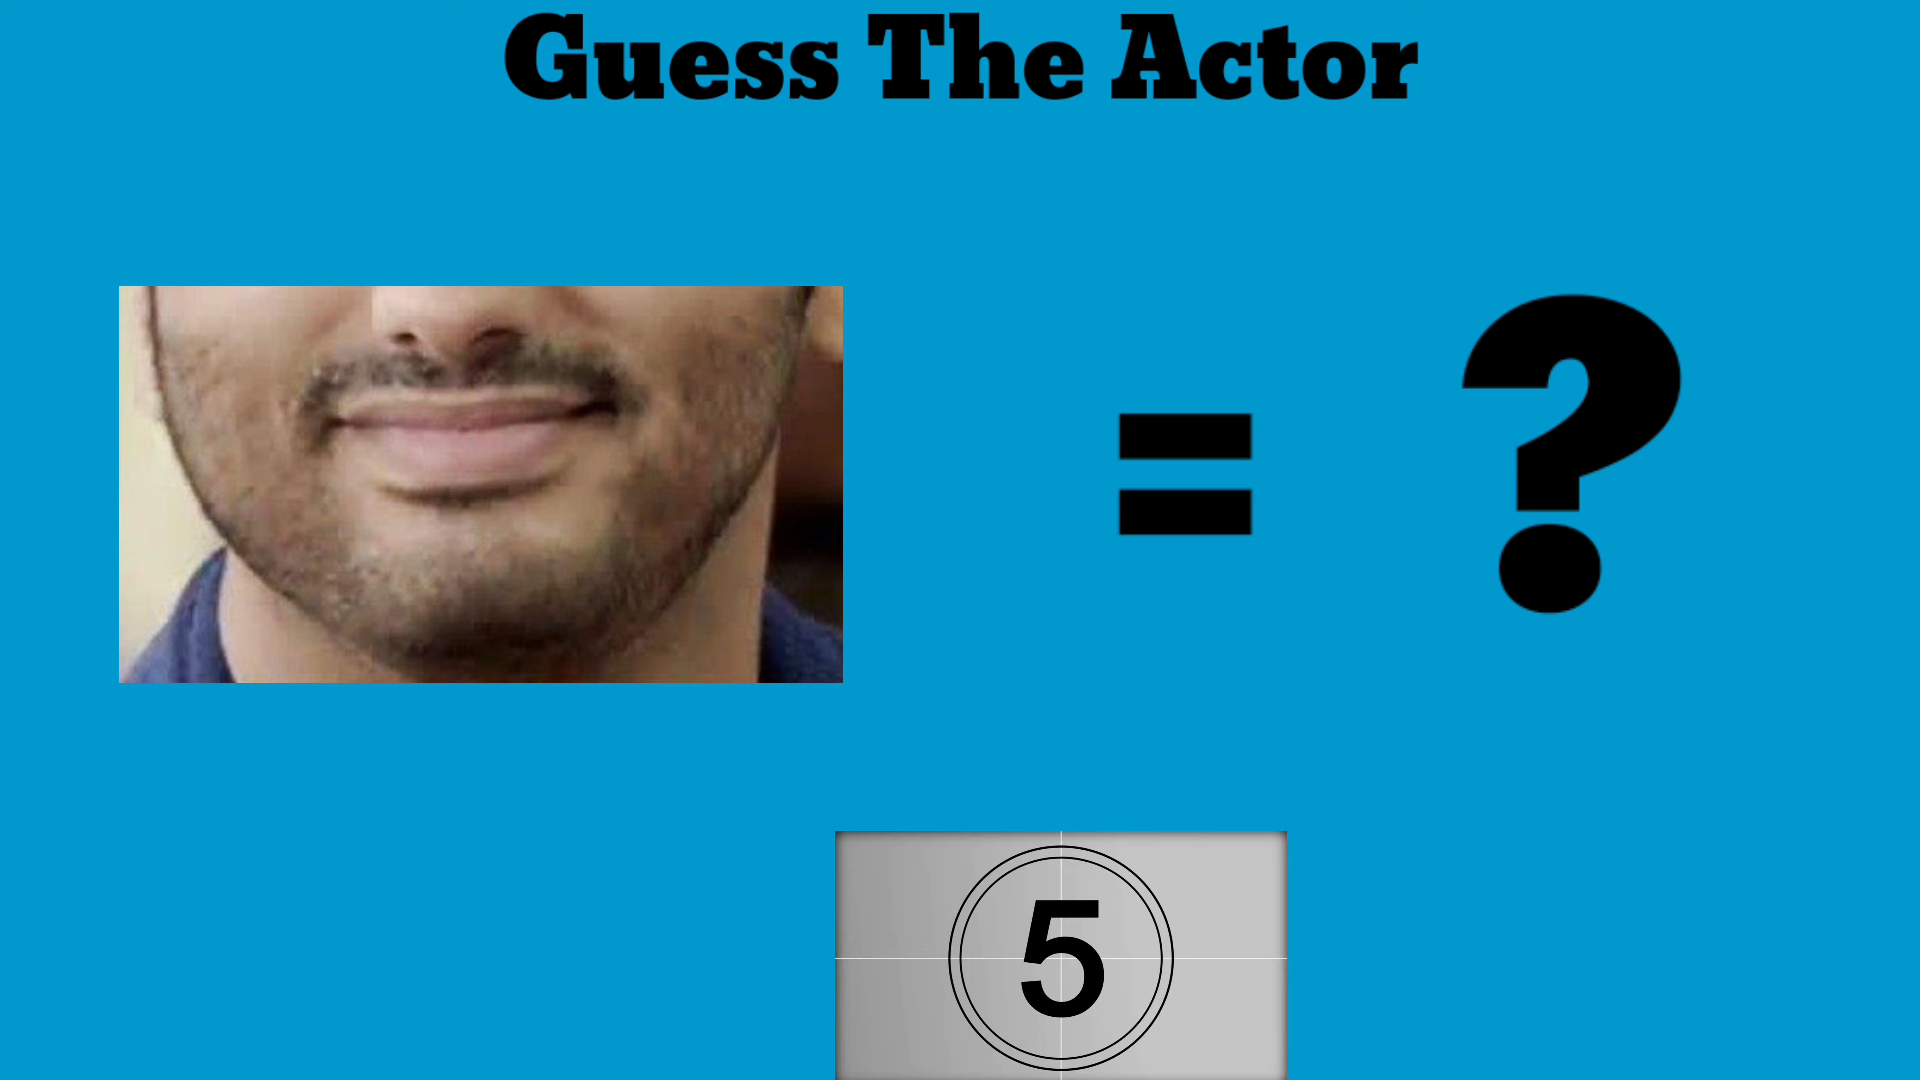 Guess The Actor
= ?
5